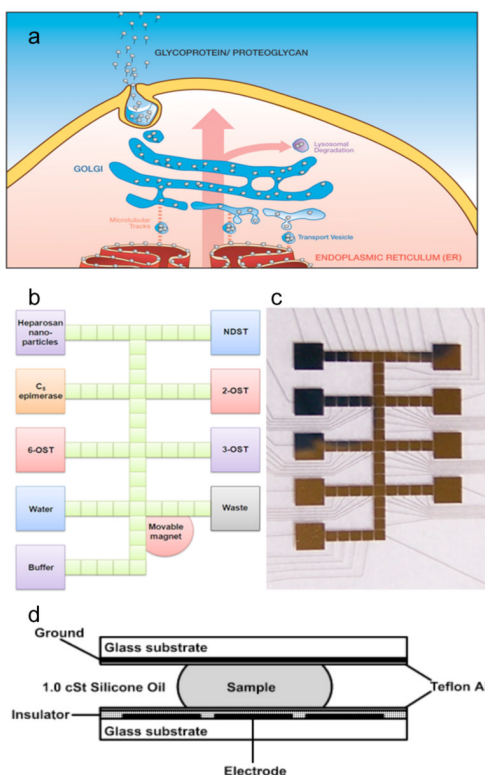 a
GLYCOPROTEIN/ PROTEOGLYCAN
Lysosomal
Degradation
GOLGI
Microtubular
Tracks
Transport Vesicle
ENDOPLASMIC RETICULUM (ER)
b
c
Heparosan
nano-
particles
NDST
C5
epimerase
2-OST
6-OST
3-OST
Water
Waste
Movable
magnet
Buffer
d
Ground
Glass substrate
1.0 cSt Silicone Oil
Sample
Teflon A
Insulator
Glass substrate
Electrode